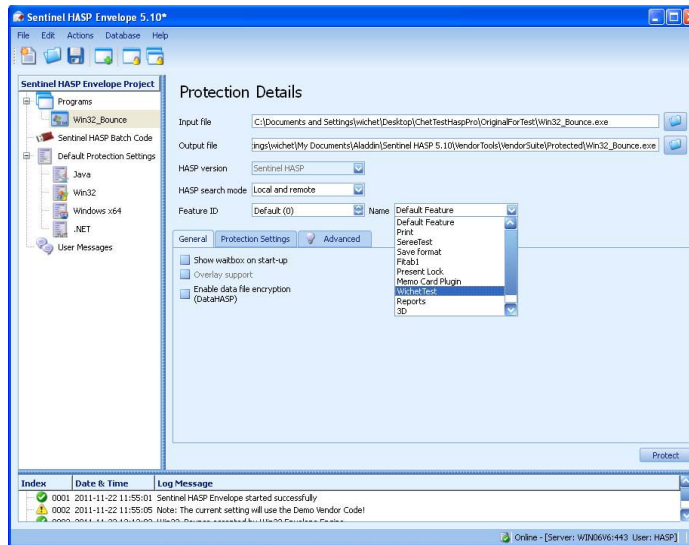 Sentinel HASP Envelope 5.10*
File Edit Actions Database Help
Sentinel HASP Envelope Project
Programs
Win32_Bounce
Sentinel HASP Batch Code
Default Protection Settings
Java
Win32
Windows x64
.NET
User Messages
Protection Details
Input file C:\Documents and Settings\wichet\Desktop\ChetTestHaspPro\OriginalForTest\Win32_Bounce.exe
Output file ings\wichet\My Documents\Aladdin\Sentinel HASP 5.10\VendorTools\VendorSuite\Protected\Win32_Bounce.exe
HASP version Sentinel HASP
HASP search mode Local and remote
Feature ID Default (0) Name Default Feature
Default Feature
Print
SereeTest
Save format
Fitab1
Present Lock
Memo Card Plugin
WichetTest
Reports
3D
General Protection Settings Advanced
Show waitbox on start-up
Overlay support
Enable data file encryption
(DataHASP)
Protect
Index Date & Time Log Message
0001 2011-11-22 11:55:01 Sentinel HASP Envelope started successfully
0002 2011-11-22 11:55:05 Note: The current setting will use the Demo Vendor Code!
Online - [Server: WIN06V6:443 User: HASP]